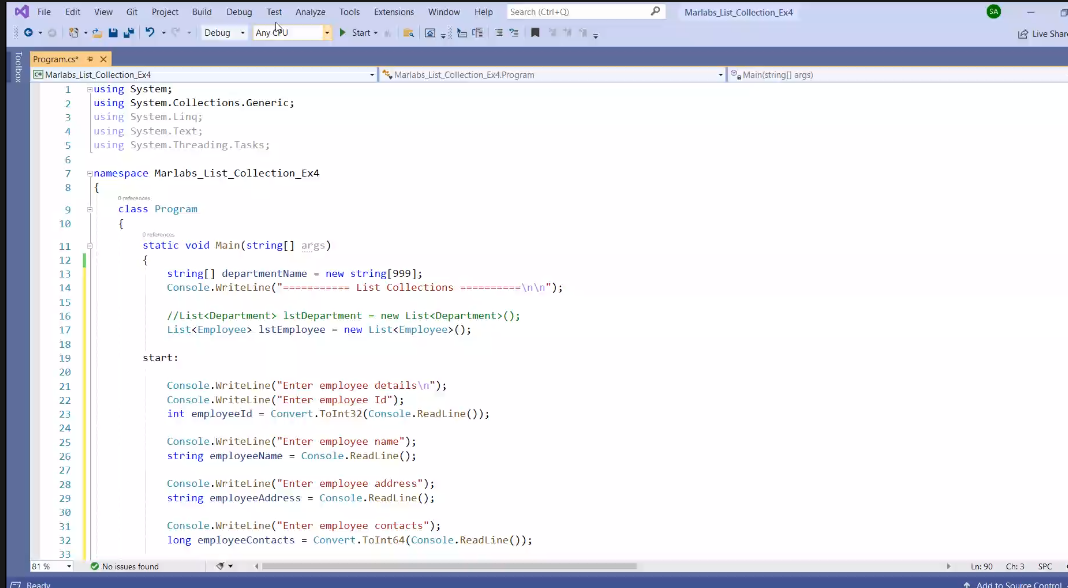 File Edit View Git Project Build Debug Test Analyze Tools Extensions Window Help Search (Ctrl+Q) Marlabs_List_Collection_Ex4 SA
Debug Any CPU Start Live Share
Toolbox
Program.cs*
Marlabs_List_Collection_Ex4 Marlabs_List_Collection_Ex4.Program Main(string[] args)
1 using System;
2 using System.Collections.Generic;
3 using System.Linq;
4 using System.Text;
5 using System.Threading.Tasks;
6
7 namespace Marlabs_List_Collection_Ex4
8 {
0 references
9 class Program
10 {
0 references
11 static void Main(string[] args)
12 {
13 string[] departmentName = new string[999];
14 Console.WriteLine("=========== List Collections ==========\n\n");
15
16 //List<Department> lstDepartment = new List<Department>();
17 List<Employee> lstEmployee = new List<Employee>();
18
19 start:
20
21 Console.WriteLine("Enter employee details\n");
22 Console.WriteLine("Enter employee Id");
23 int employeeId = Convert.ToInt32(Console.ReadLine());
24
25 Console.WriteLine("Enter employee name");
26 string employeeName = Console.ReadLine();
27
28 Console.WriteLine("Enter employee address");
29 string employeeAddress = Console.ReadLine();
30
31 Console.WriteLine("Enter employee contacts");
32 long employeeContacts = Convert.ToInt64(Console.ReadLine());
33
81 % No issues found Ln: 90 Ch: 3 SPC
Ready Add to Source Control